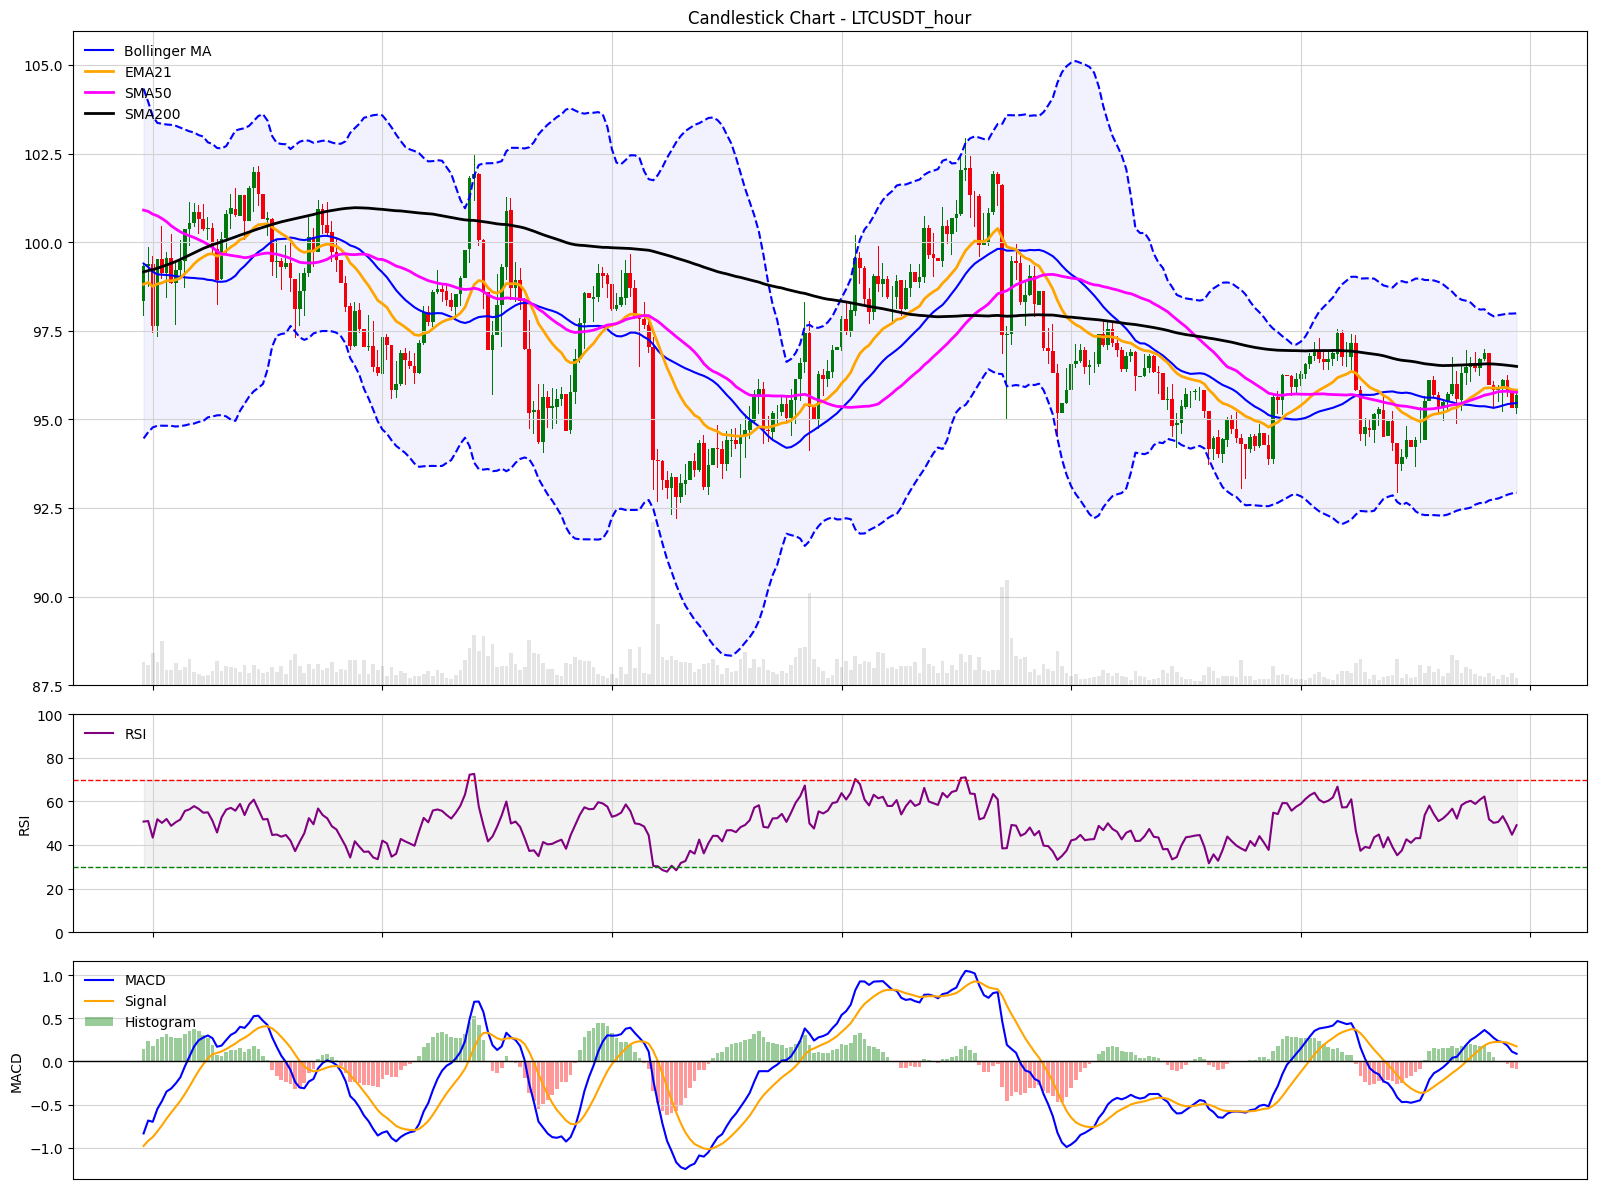 Candlestick Chart - LTCUSDT_hour
Bollinger MA
EMA21
SMA50
SMA200
105.0
102.5
100.0
97.5
95.0
92.5
90.0
87.5
RSI
100
80
60
40
20
0
RSI
MACD
Signal
Histogram
1.0
0.5
0.0
−0.5
−1.0
MACD